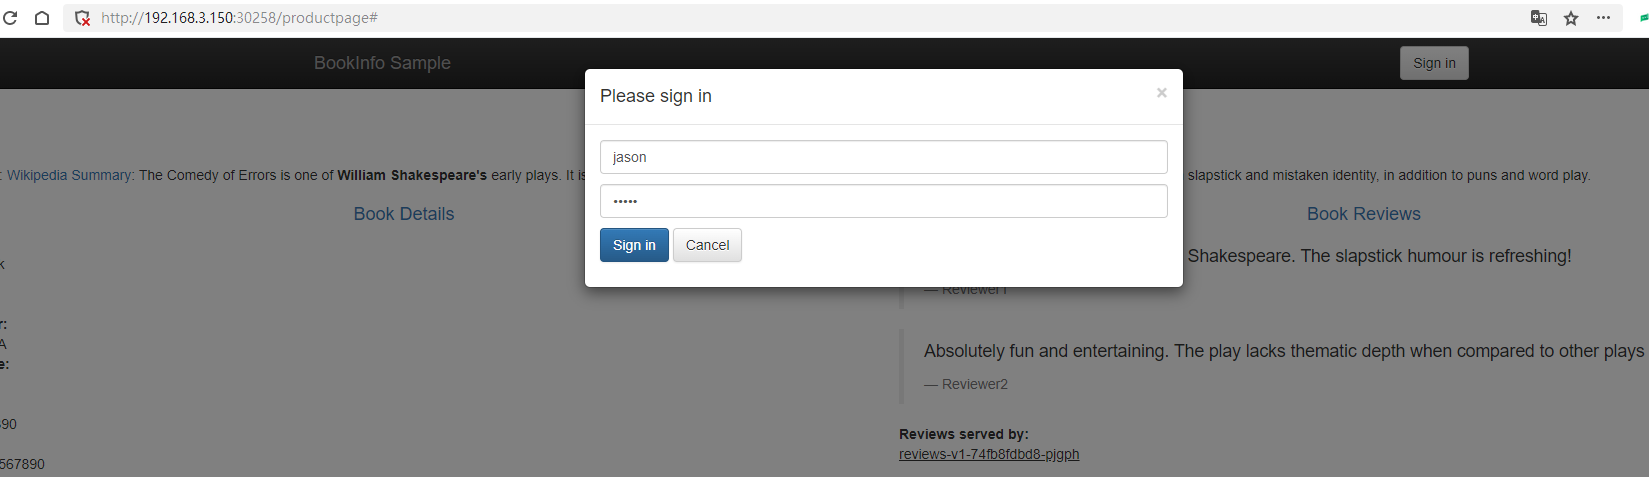 http://192.168.3.150:30258/productpage#
BookInfo Sample
Sign in
Please sign in
×
jason
•••••
Sign in Cancel
: Wikipedia Summary: The Comedy of Errors is one of William Shakespeare's early plays. It is
slapstick and mistaken identity, in addition to puns and word play.
Book Details
k
r:
A
e:
890
567890
Book Reviews
Shakespeare. The slapstick humour is refreshing!
— Reviewer1
Absolutely fun and entertaining. The play lacks thematic depth when compared to other plays
— Reviewer2
Reviews served by:
reviews-v1-74fb8fdbd8-pjgph